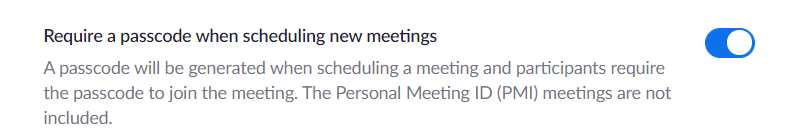 Require a passcode when scheduling new meetings
A passcode will be generated when scheduling a meeting and participants require
the passcode to join the meeting. The Personal Meeting ID (PMI) meetings are not
included.